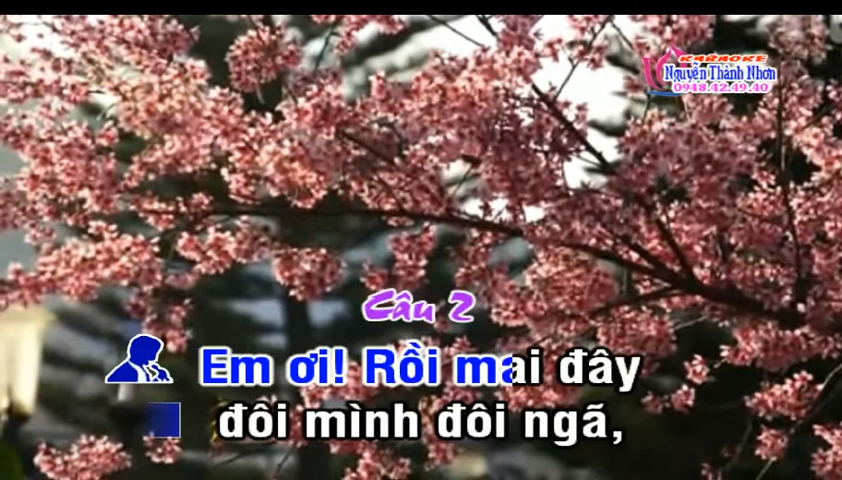 KARAOKE
Nguyễn Thành Nhơn
0948.42.49.40
Câu 2
Em ơi! Rồi mai đây
đôi mình đôi ngã,